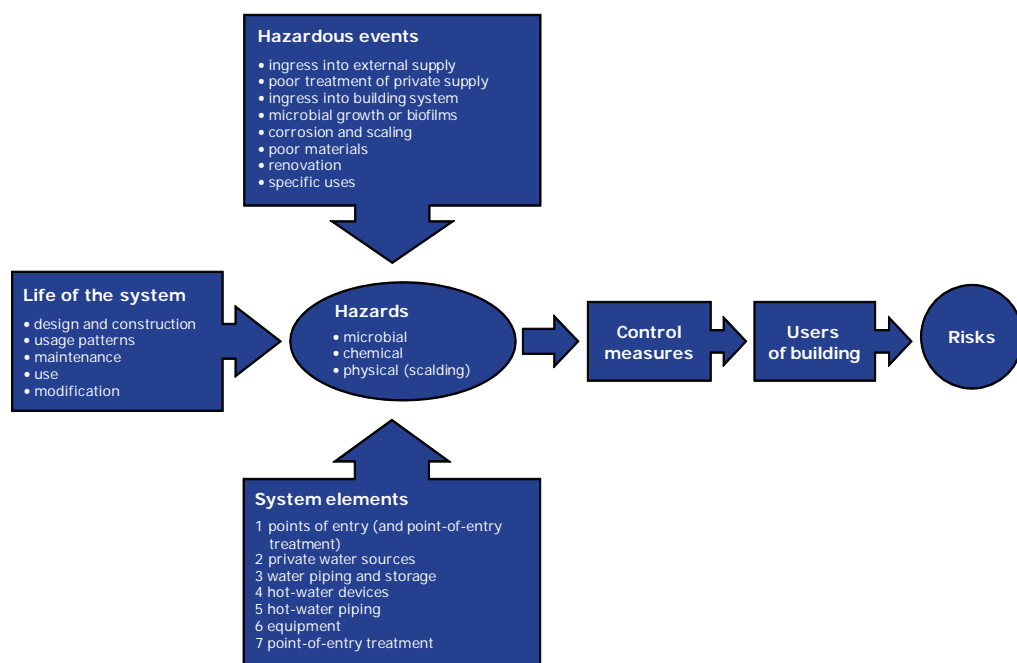 Hazardous events
• ingress into external supply
• poor treatment of private supply
• ingress into building system
• microbial growth or biofilms
• corrosion and scaling
• poor materials
• renovation
• specific uses
Life of the system
• design and construction
• usage patterns
• maintenance
• use
• modification
Hazards
• microbial
• chemical
• physical (scalding)
Control
measures
Users
of building
Risks
System elements
1 points of entry (and point-of-entry
treatment)
2 private water sources
3 water piping and storage
4 hot-water devices
5 hot-water piping
6 equipment
7 point-of-entry treatment